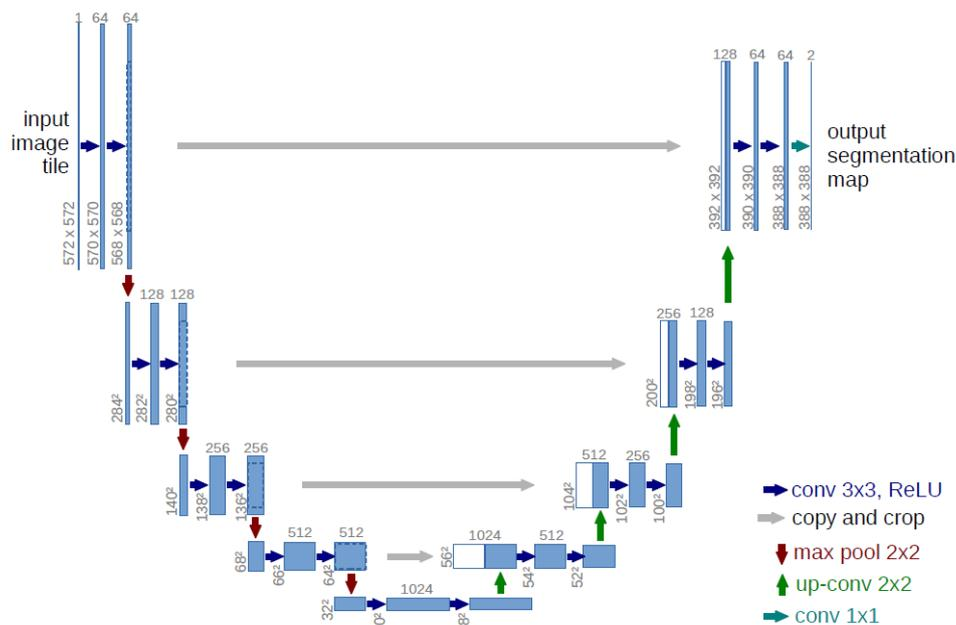 1 64 64
128 64 64 2
input
image
tile
output
segmentation
map
572 x 572
570 x 570
568 x 568
392 x 392
390 x 390
388 x 388
388 x 388
128 128
256 128
284²
282²
280²
200²
198²
196²
256 256
512 256
140²
138²
136²
104²
102²
100²
512 512
1024 512
68²
66²
64²
56²
54²
52²
1024
32²
0²
8²
conv 3x3, ReLU
copy and crop
max pool 2x2
up-conv 2x2
conv 1x1